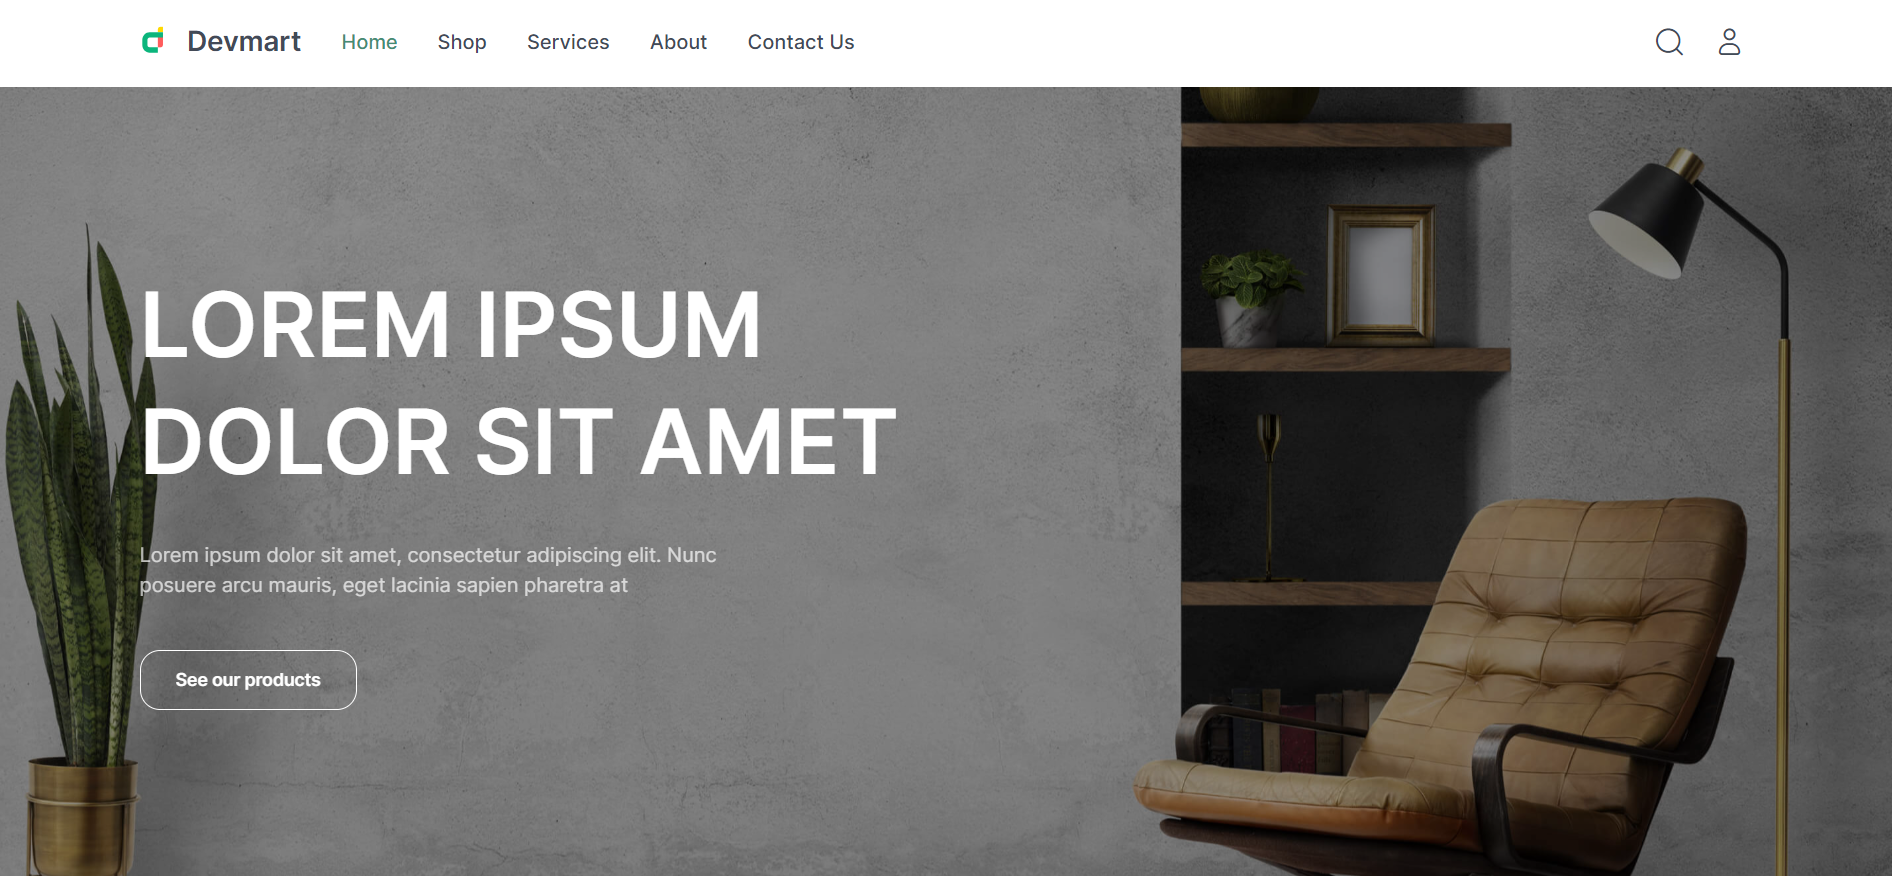 Devmart
Home
Shop
Services
About
Contact Us
LOREM IPSUM
DOLOR SIT AMET
Lorem ipsum dolor sit amet, consectetur adipiscing elit. Nunc
posuere arcu mauris, eget lacinia sapien pharetra at
See our products